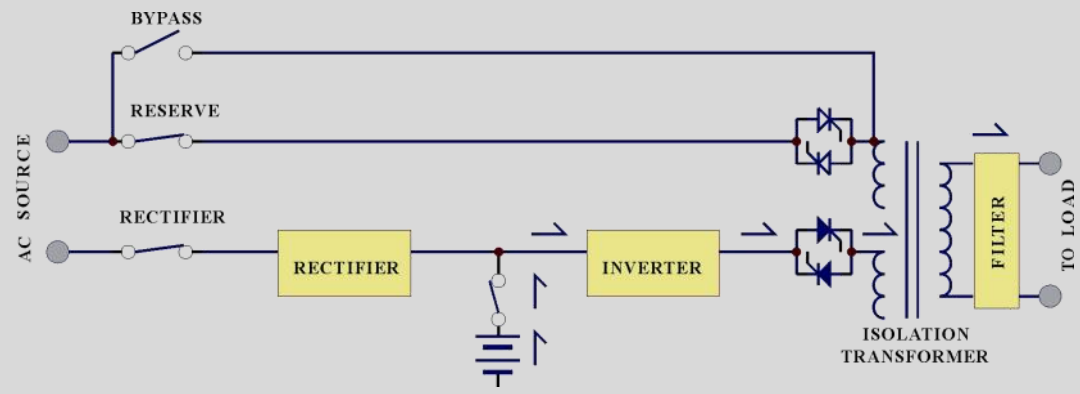 BYPASS
RESERVE
AC SOURCE
RECTIFIER
RECTIFIER
INVERTER
ISOLATION
TRANSFORMER
FILTER
TO LOAD